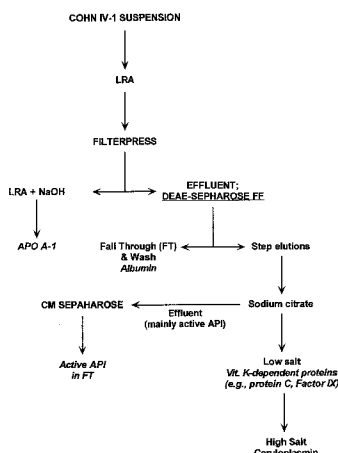 COHN IV-1 SUSPENSION
LRA
FILTERPRESS
LRA + NaOH
EFFLUENT;
DEAE-SEPHAROSE FF
APO A-1
Fall Through (FT)
& Wash
Albumin
Step elutions
CM SEPAHAROSE
Effluent
(mainly active API)
Sodium citrate
Active API
in FT
Low salt
Vit. K-dependent proteins
(e.g., protein C, Factor IX)
High Salt
Ceruloplasmin